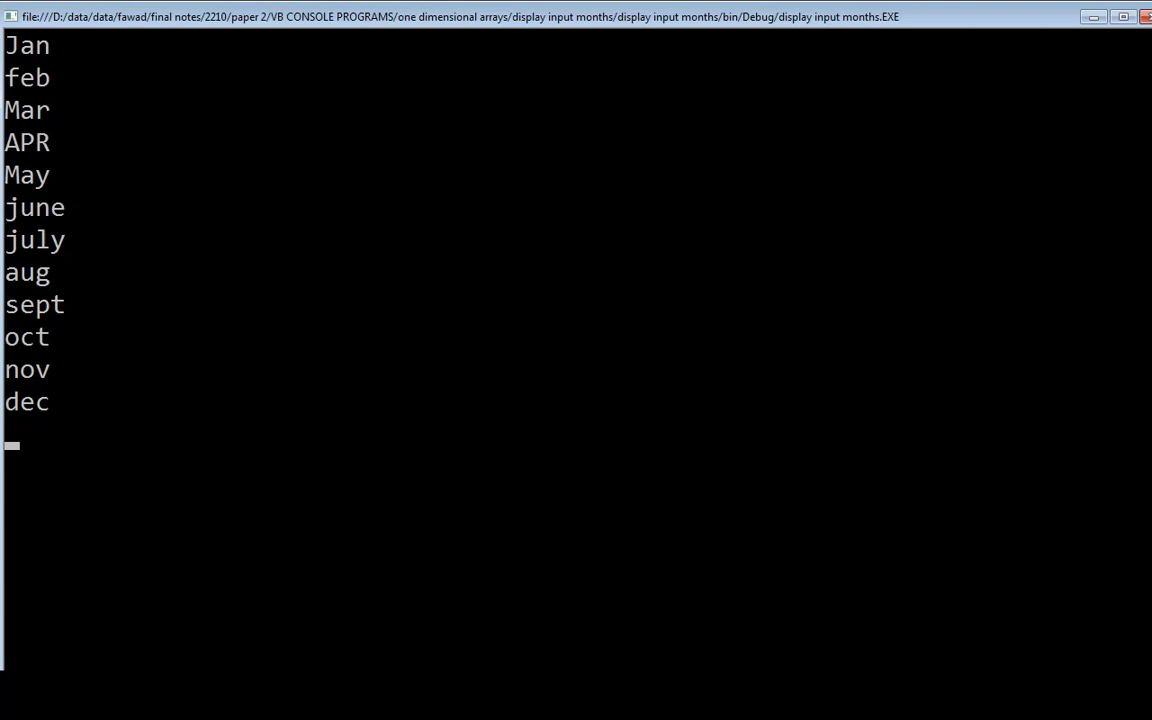 file:///D:/data/data/fawad/final notes/2210/paper 2/VB CONSOLE PROGRAMS/one dimensional arrays/display input months/display input months/bin/Debug/display input months.EXE
Jan
feb
Mar
APR
May
june
july
aug
sept
oct
nov
dec